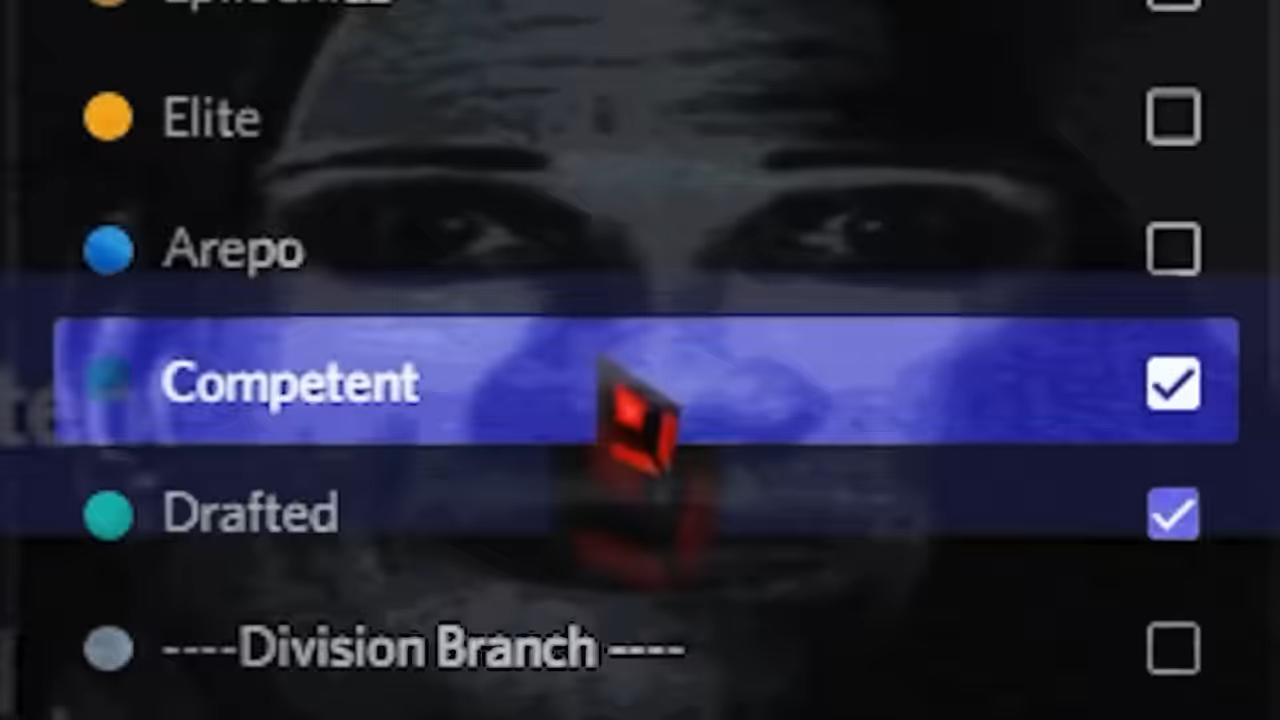 Elite
Arepo
Competent
Drafted
----Division Branch ----